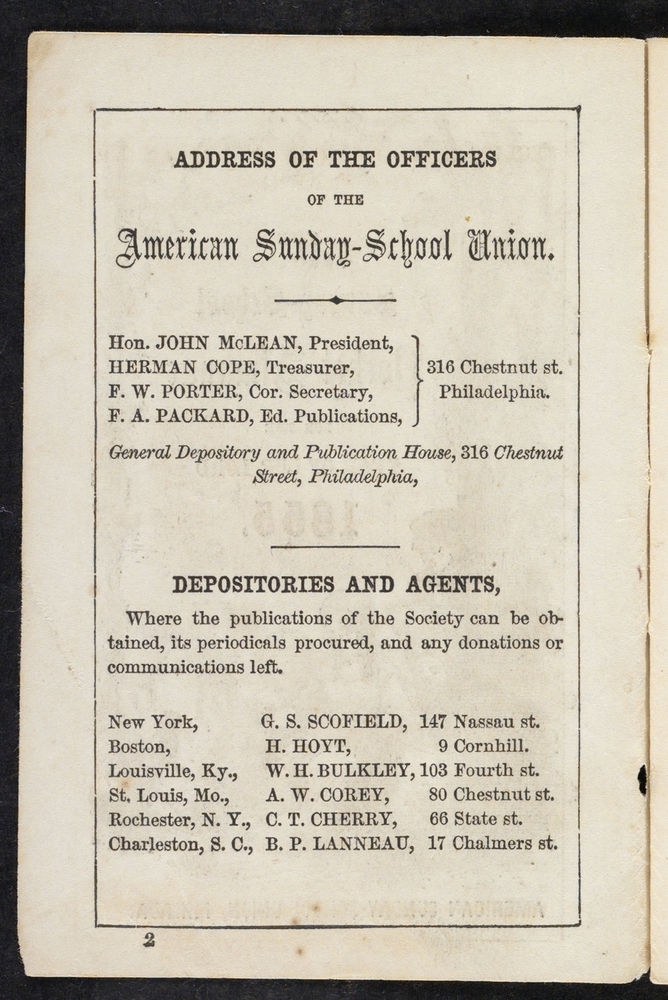 ADDRESS OF THE OFFICERS
OF THE
American Sunday-School Union.
Hon. JOHN McLEAN, President,
HERMAN COPE, Treasurer,
F. W. PORTER, Cor. Secretary,
F. A. PACKARD, Ed. Publications,
316 Chestnut st.
Philadelphia.
General Depository and Publication House, 316 Chestnut
Street, Philadelphia,
DEPOSITORIES AND AGENTS,
Where the publications of the Society can be ob-
tained, its periodicals procured, and any donations or
communications left.
New York, G. S. SCOFIELD, 147 Nassau st.
Boston, H. HOYT, 9 Cornhill.
Louisville, Ky., W. H. BULKLEY, 103 Fourth st.
St. Louis, Mo., A. W. COREY, 80 Chestnut st.
Rochester, N. Y., C. T. CHERRY, 66 State st.
Charleston, S. C., B. P. LANNEAU, 17 Chalmers st.
2